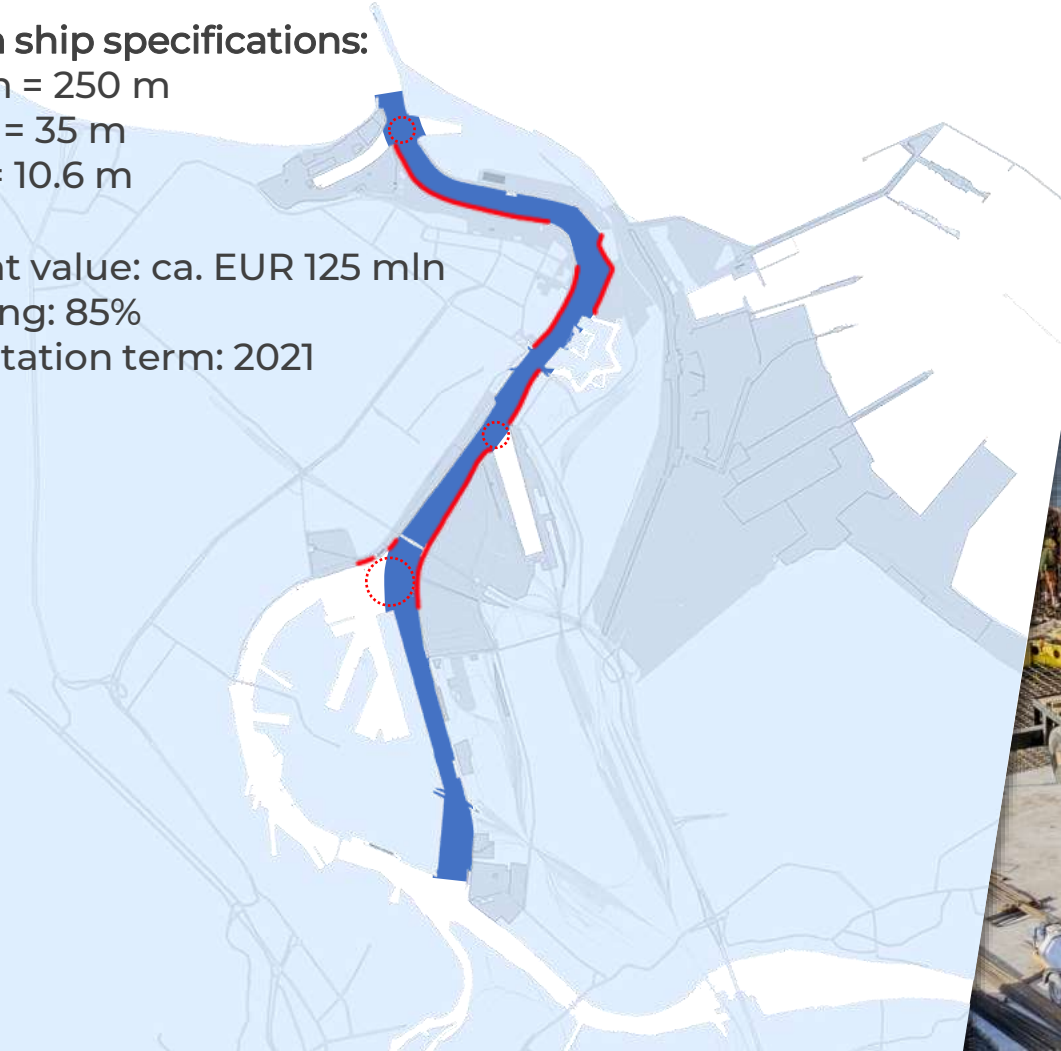 ship specifications:
= 250 m
= 35 m
= 10.6 m
value: ca. EUR 125 mln
85%
term: 2021